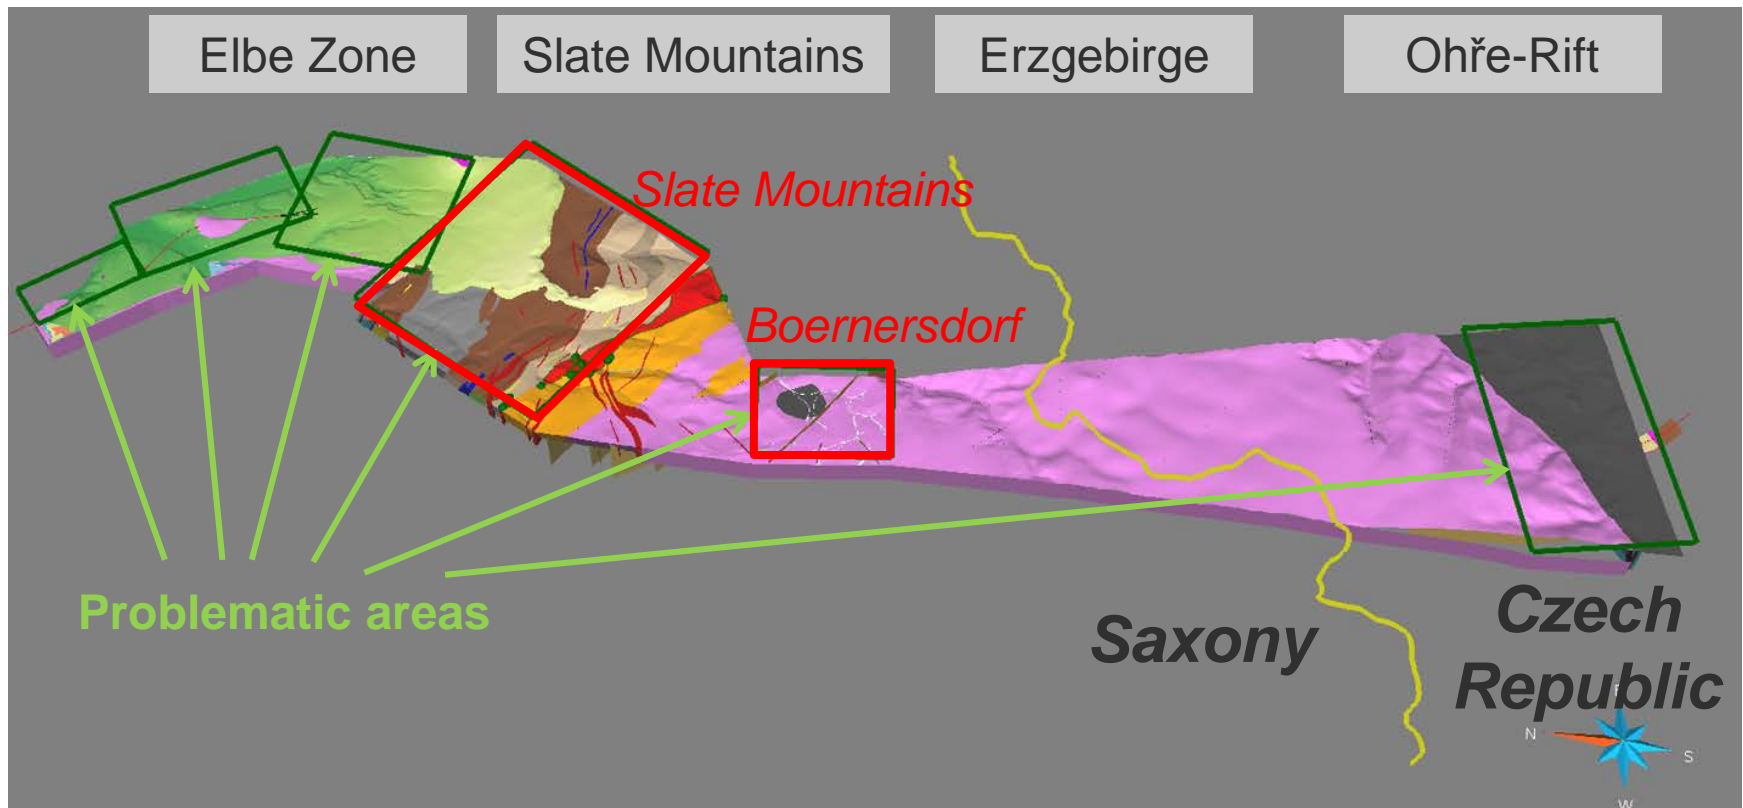 Elbe Zone
Slate Mountains
Erzgebirge
Ohře-Rift
Slate Mountains
Boernersdorf
Problematic areas
Saxony
Czech
Republic
N
S
W